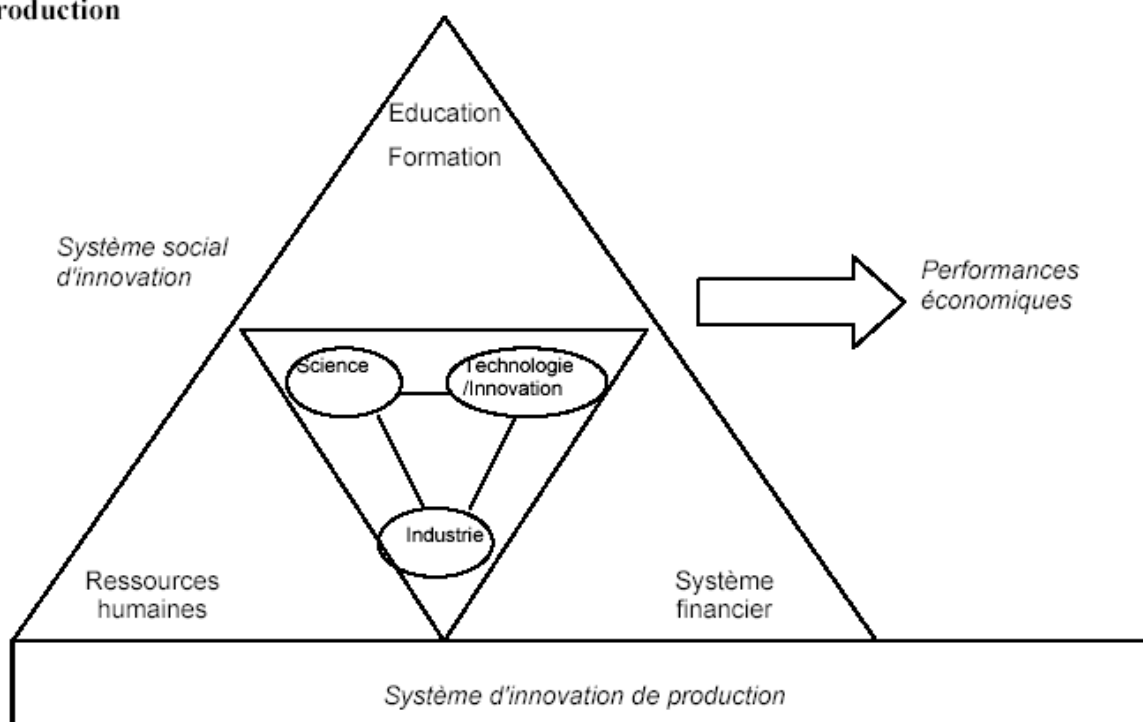 roduction
Education
Formation
Système social
d'innovation
Performances
économiques
Science
Technologie
/Innovation
Industrie
Ressources
humaines
Système
financier
Système d'innovation de production